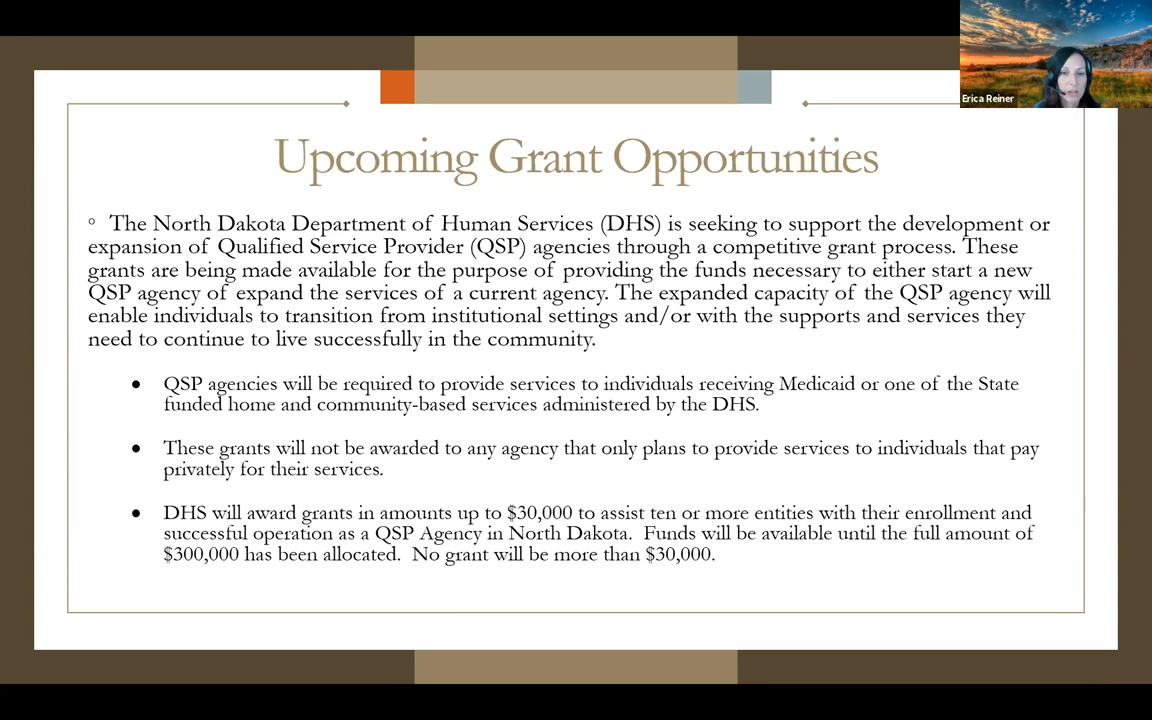 Erica Reiner
Upcoming Grant Opportunities
° The North Dakota Department of Human Services (DHS) is seeking to support the development or
expansion of Qualified Service Provider (QSP) agencies through a competitive grant process. These
grants are being made available for the purpose of providing the funds necessary to either start a new
QSP agency of expand the services of a current agency. The expanded capacity of the QSP agency will
enable individuals to transition from institutional settings and/or with the supports and services they
need to continue to live successfully in the community.
• QSP agencies will be required to provide services to individuals receiving Medicaid or one of the State
funded home and community-based services administered by the DHS.
• These grants will not be awarded to any agency that only plans to provide services to individuals that pay
privately for their services.
• DHS will award grants in amounts up to $30,000 to assist ten or more entities with their enrollment and
successful operation as a QSP Agency in North Dakota. Funds will be available until the full amount of
$300,000 has been allocated. No grant will be more than $30,000.